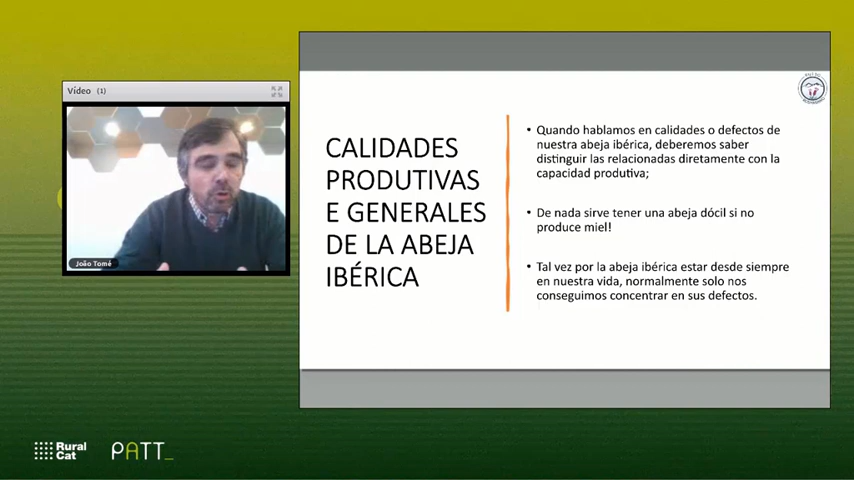 Vídeo (1)
João Tomé
CALIDADES
PRODUTIVAS
E GENERALES
DE LA ABEJA
IBÉRICA
• Quando hablamos en calidades o defectos de
nuestra abeja ibérica, deberemos saber
distinguir las relacionadas diretamente con la
capacidad produtiva;
• De nada sirve tener una abeja dócil si no
produce miel!
• Tal vez por la abeja ibérica estar desde siempre
en nuestra vida, normalmente solo nos
conseguimos concentrar en sus defectos.
Rural
Cat
PATT_